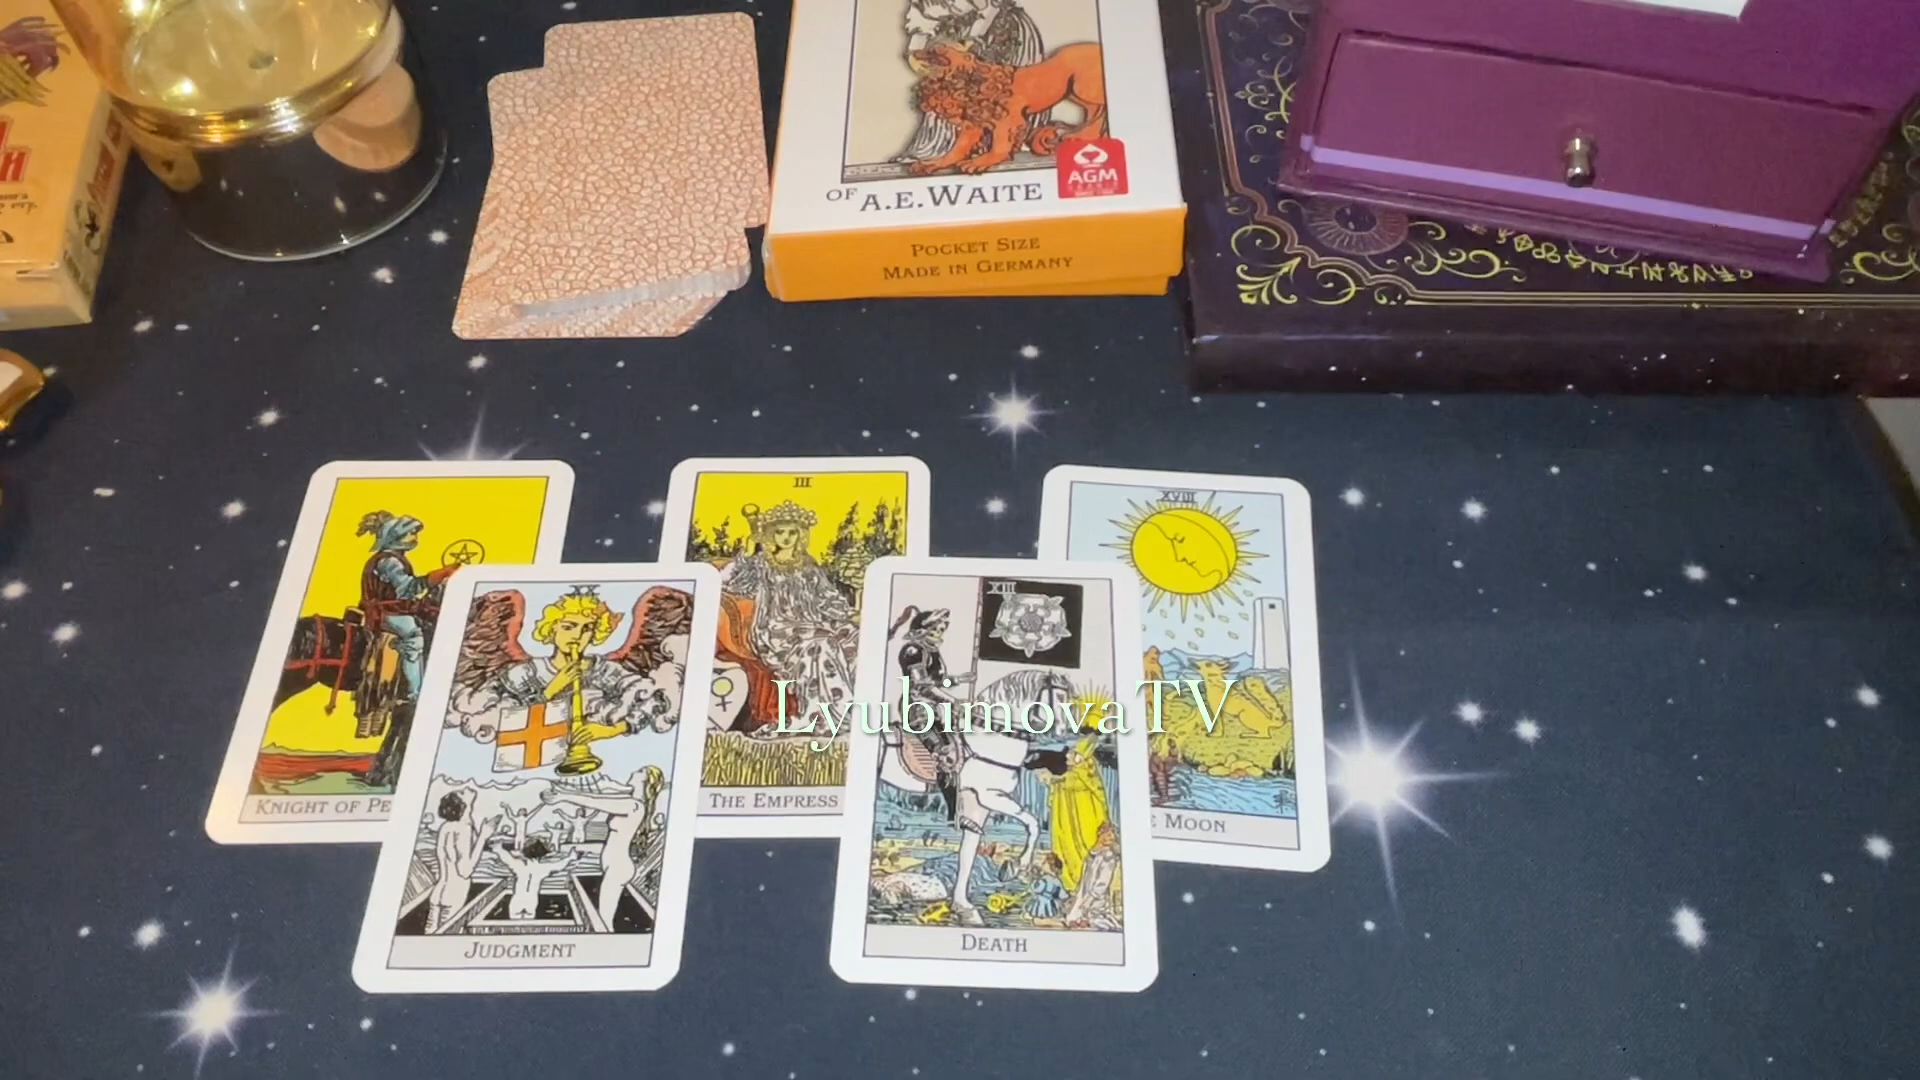 OF A.E. WAITE
AGM
POCKET SIZE
MADE IN GERMANY
III
XVIII
XX
XIII
LyubimovaTV
KNIGHT OF PE
THE EMPRESS
E MOON
JUDGMENT
DEATH